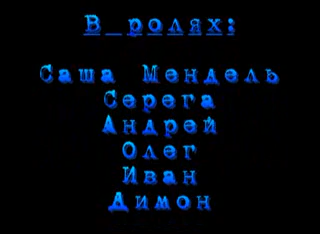 В ролях:
Саша Мендель
Серега
Андрей
Олег
Иван
Димон